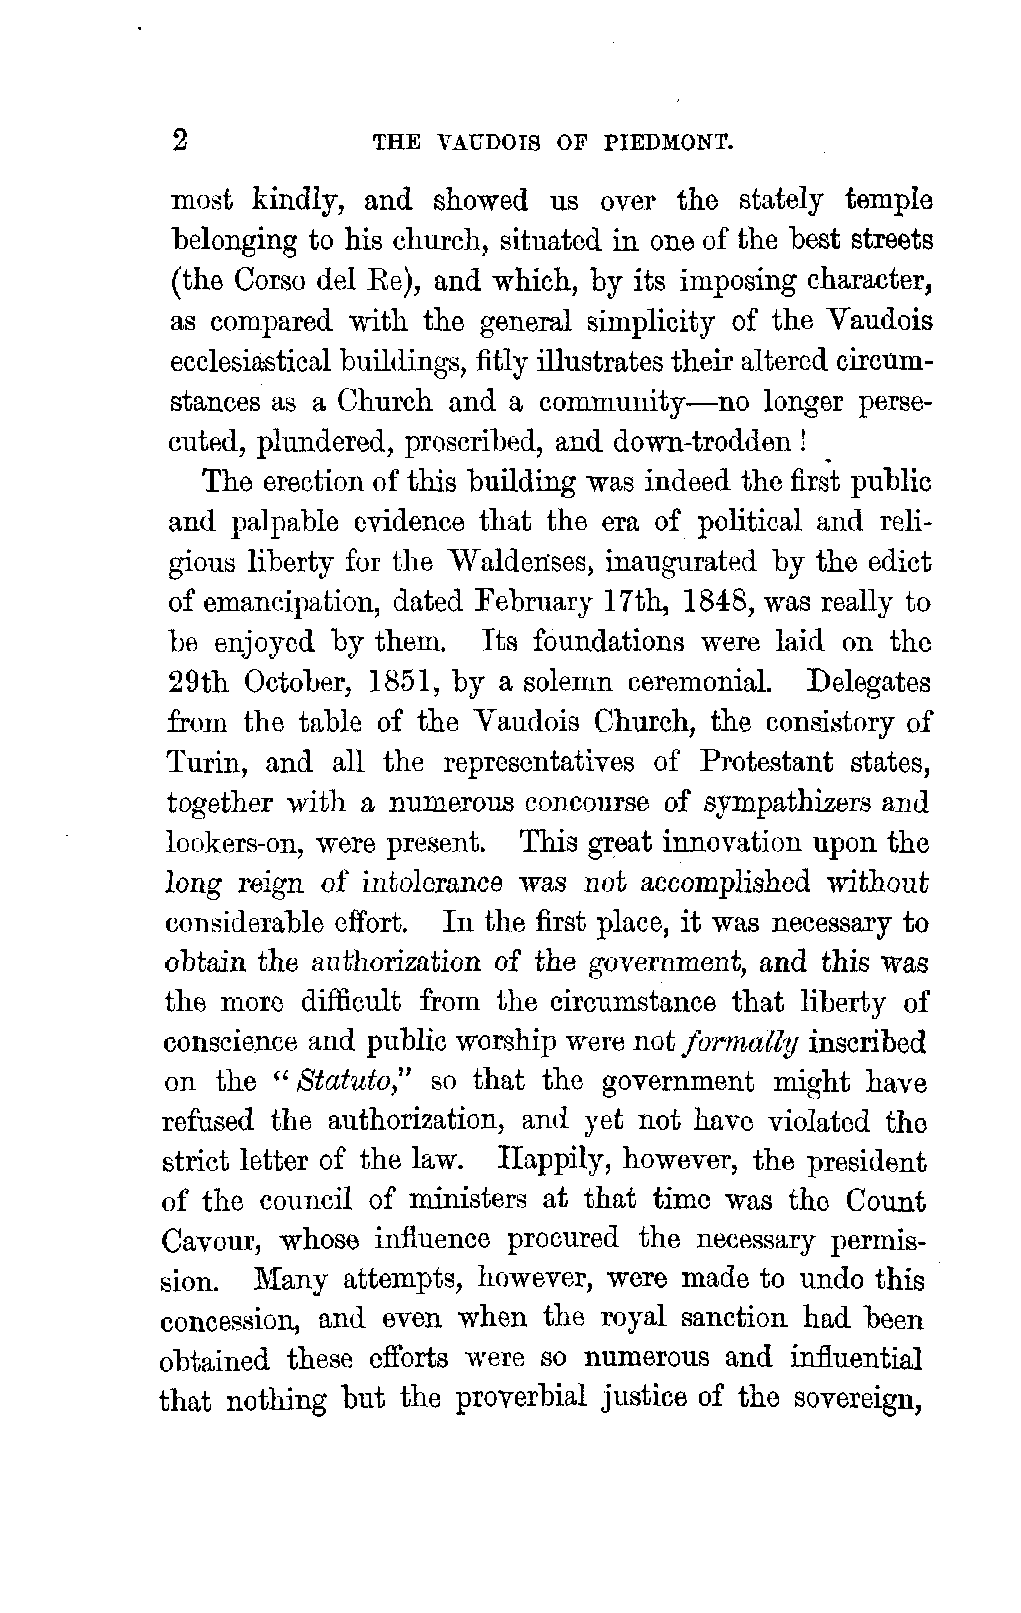 2 THE VAUDOIS OF PIEDMONT.
most kindly, and showed us over the stately temple
belonging to his church, situated in one of the best streets
(the Corso del Re), and which, by its imposing character,
as compared with the general simplicity of the Vaudois
ecclesiastical buildings, fitly illustrates their altered circum-
stances as a Church and a community—no longer perse-
cuted, plundered, proscribed, and down-trodden !
The erection of this building was indeed the first public
and palpable evidence that the era of political and reli-
gious liberty for the Waldenses, inaugurated by the edict
of emancipation, dated February 17th, 1848, was really to
be enjoyed by them. Its foundations were laid on the
29th October, 1851, by a solemn ceremonial. Delegates
from the table of the Vaudois Church, the consistory of
Turin, and all the representatives of Protestant states,
together with a numerous concourse of sympathizers and
lookers-on, were present. This great innovation upon the
long reign of intolerance was not accomplished without
considerable effort. In the first place, it was necessary to
obtain the authorization of the government, and this was
the more difficult from the circumstance that liberty of
conscience and public worship were not formally inscribed
on the “Statuto,” so that the government might have
refused the authorization, and yet not have violated the
strict letter of the law. Happily, however, the president
of the council of ministers at that time was the Count
Cavour, whose influence procured the necessary permis-
sion. Many attempts, however, were made to undo this
concession, and even when the royal sanction had been
obtained these efforts were so numerous and influential
that nothing but the proverbial justice of the sovereign,